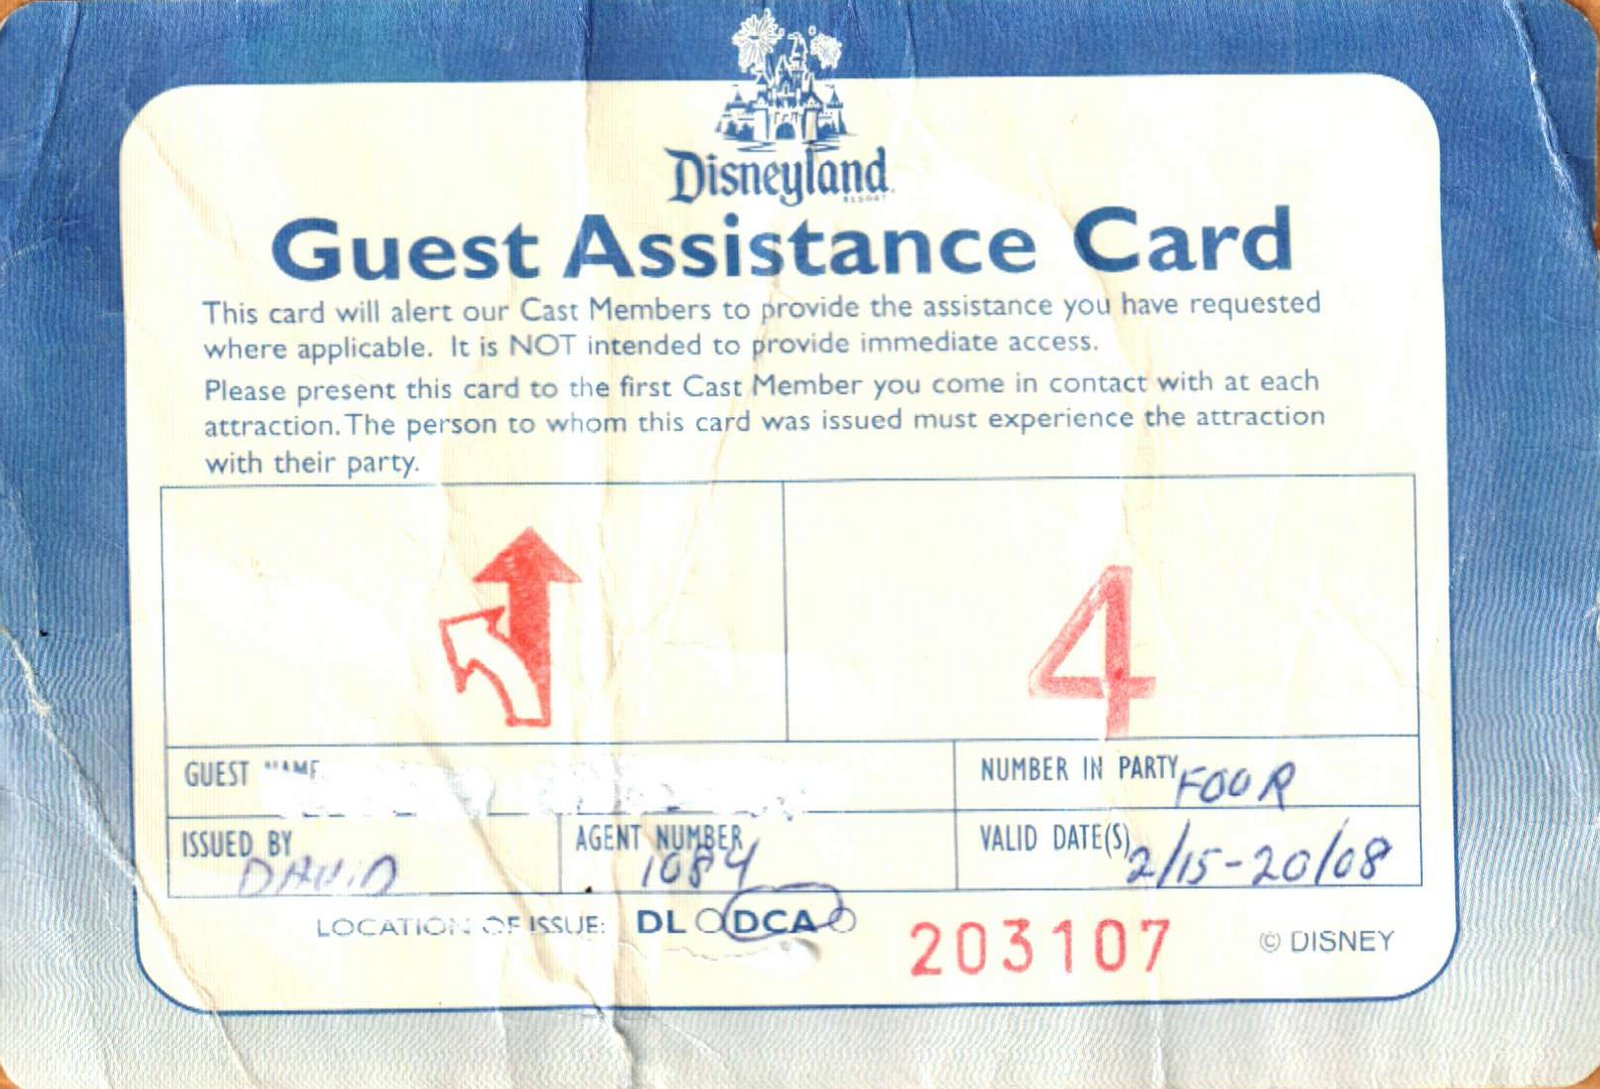 Disneyland
RESORT
Guest Assistance Card
This card will alert our Cast Members to provide the assistance you have requested
where applicable. It is NOT intended to provide immediate access.
Please present this card to the first Cast Member you come in contact with at each
attraction. The person to whom this card was issued must experience the attraction
with their party.
4
GUEST NAME
NUMBER IN PARTY FOUR
ISSUED BY DAVID
AGENT NUMBER 1084
VALID DATE(S) 2/15-20/08
LOCATION OF ISSUE: DL DCA
203107
© DISNEY